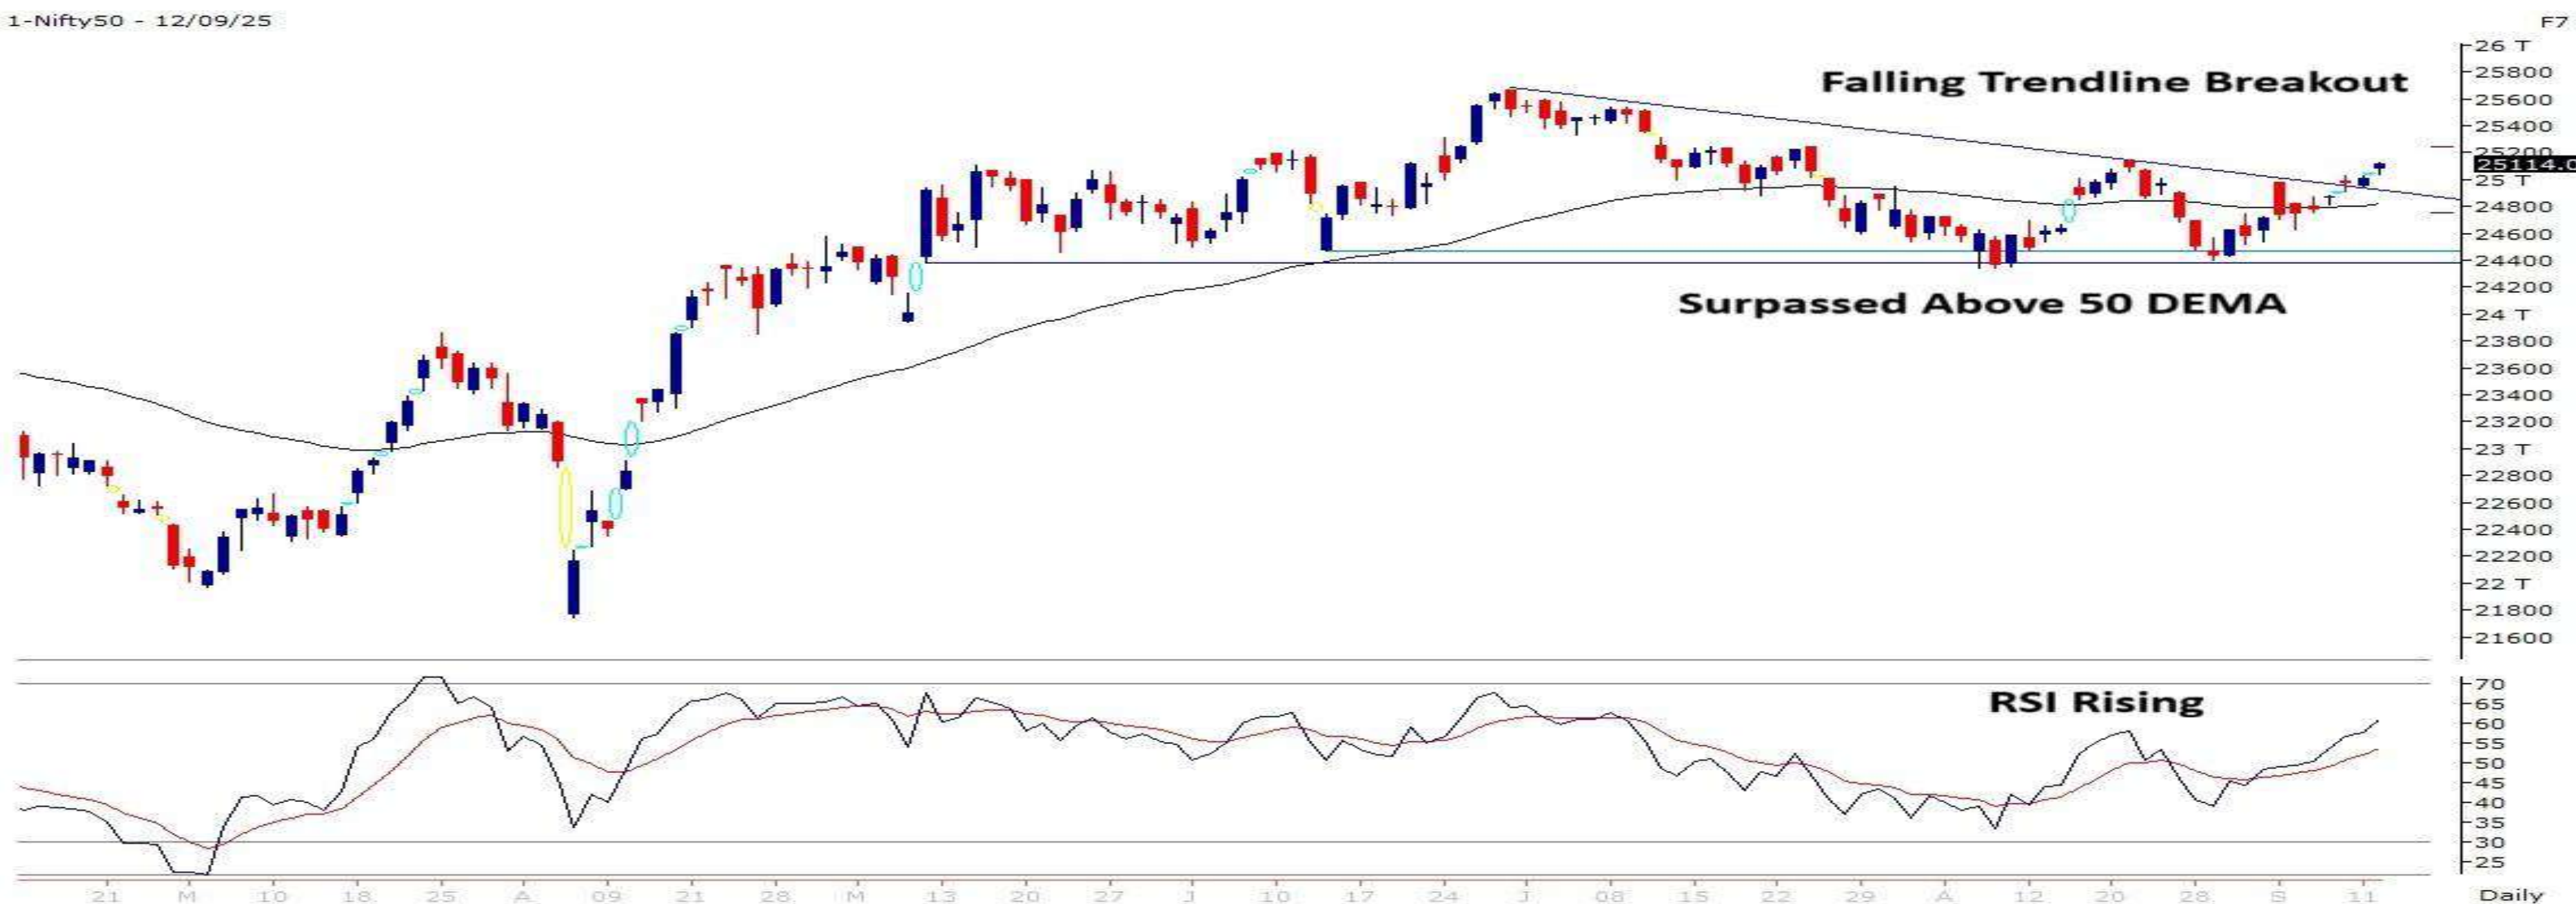 1-Nifty50 - 12/09/25
F7
26 T
Falling Trendline Breakout
25800
25600
25400
25200
25114.0
25 T
24800
24600
24400
Surpassed Above 50 DEMA
24200
24 T
23800
23600
23400
23200
23 T
22800
22600
22400
22200
22 T
21800
21600
70
RSI Rising
65
60
55
50
45
40
35
30
25
21 M 10 18 25 A 09 21 28 M 13 20 27 J 10 17 24 J 08 15 22 29 A 12 20 28 S 11 Daily